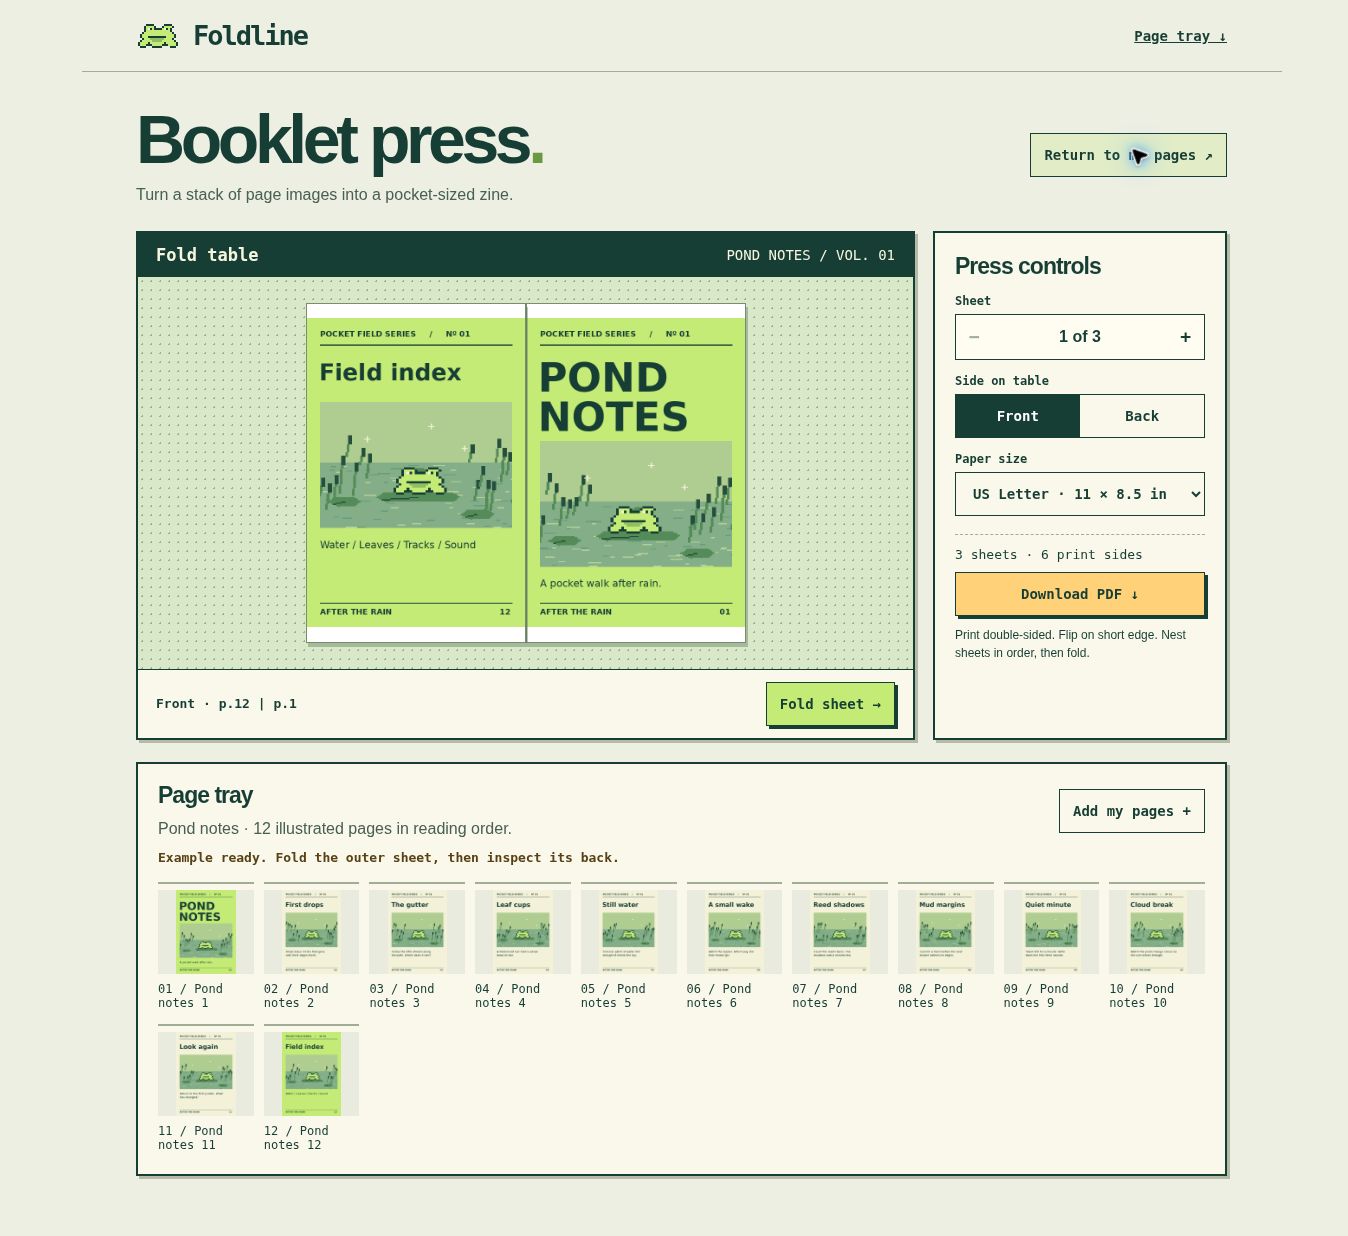 Foldline
Page tray ↓
Booklet press.
Turn a stack of page images into a pocket-sized zine.
Return to pages ↗
Fold table
POND NOTES / VOL. 01
POCKET FIELD SERIES / Nº 01
Field index
Water / Leaves / Tracks / Sound
AFTER THE RAIN 12
POCKET FIELD SERIES / Nº 01
POND
NOTES
A pocket walk after rain.
AFTER THE RAIN 01
Front · p.12 | p.1
Fold sheet →
Press controls
Sheet
− 1 of 3 +
Side on table
Front Back
Paper size
US Letter · 11 × 8.5 in
3 sheets · 6 print sides
Download PDF ↓
Print double-sided. Flip on short edge. Nest
sheets in order, then fold.
Page tray
Pond notes · 12 illustrated pages in reading order.
Add my pages +
Example ready. Fold the outer sheet, then inspect its back.
POND
NOTES
First drops
The gutter
Leaf cups
Still water
A small wake
Reed shadows
Mud margins
Quiet minute
Cloud break
01 / Pond
notes 1
02 / Pond
notes 2
03 / Pond
notes 3
04 / Pond
notes 4
05 / Pond
notes 5
06 / Pond
notes 6
07 / Pond
notes 7
08 / Pond
notes 8
09 / Pond
notes 9
10 / Pond
notes 10
Look again
Field index
11 / Pond
notes 11
12 / Pond
notes 12